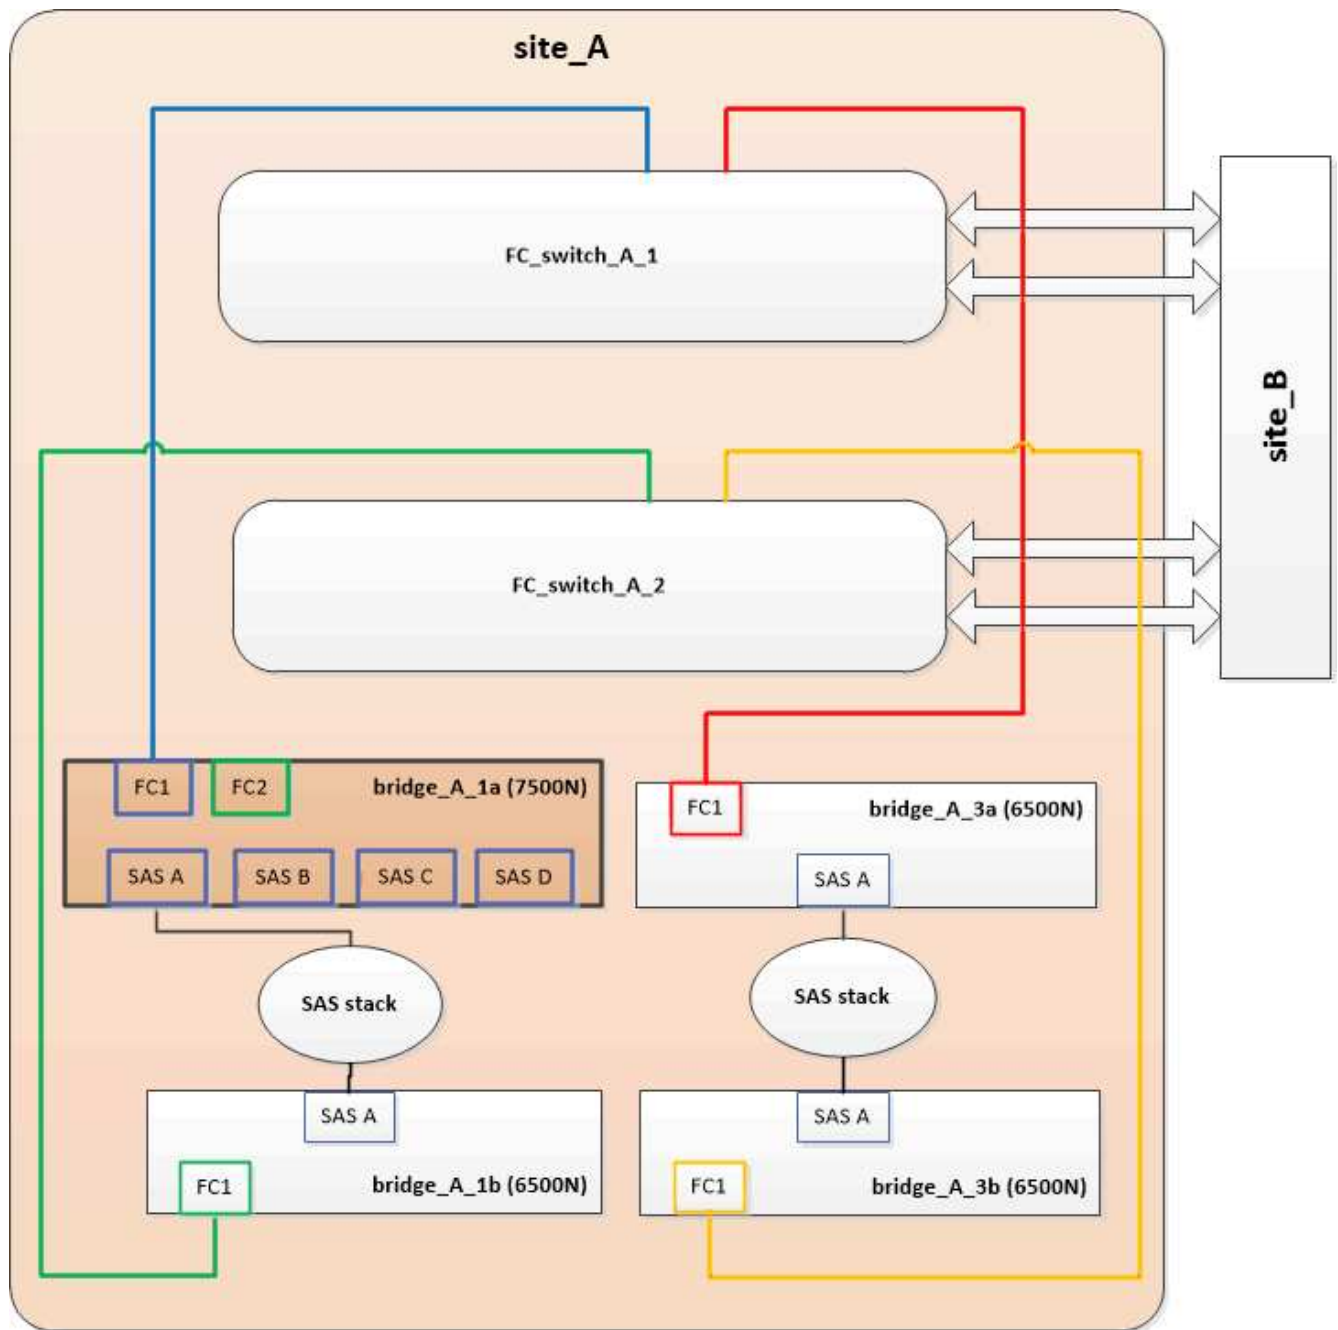 site_A
FC_switch_A_1
site_B
FC_switch_A_2
FC1
FC2
bridge_A_1a (7500N)
SAS A
SAS B
SAS C
SAS D
FC1
bridge_A_3a (6500N)
SAS A
SAS stack
SAS stack
SAS A
FC1
bridge_A_1b (6500N)
SAS A
FC1
bridge_A_3b (6500N)